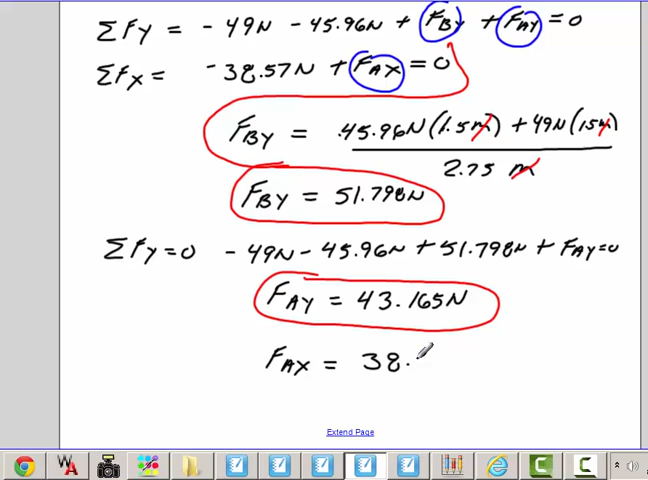 ΣFY = -49N -45.96N + FBY + FAY = 0
ΣFX = -38.57N + FAX = 0
FBY = 45.96N(1.5m) + 49N(1.5m)
2.75 m
FBY = 51.798N
ΣFY=0 -49N - 45.96N + 51.798N + FAY=0
FAY = 43.165N
FAX = 38.
Extend Page